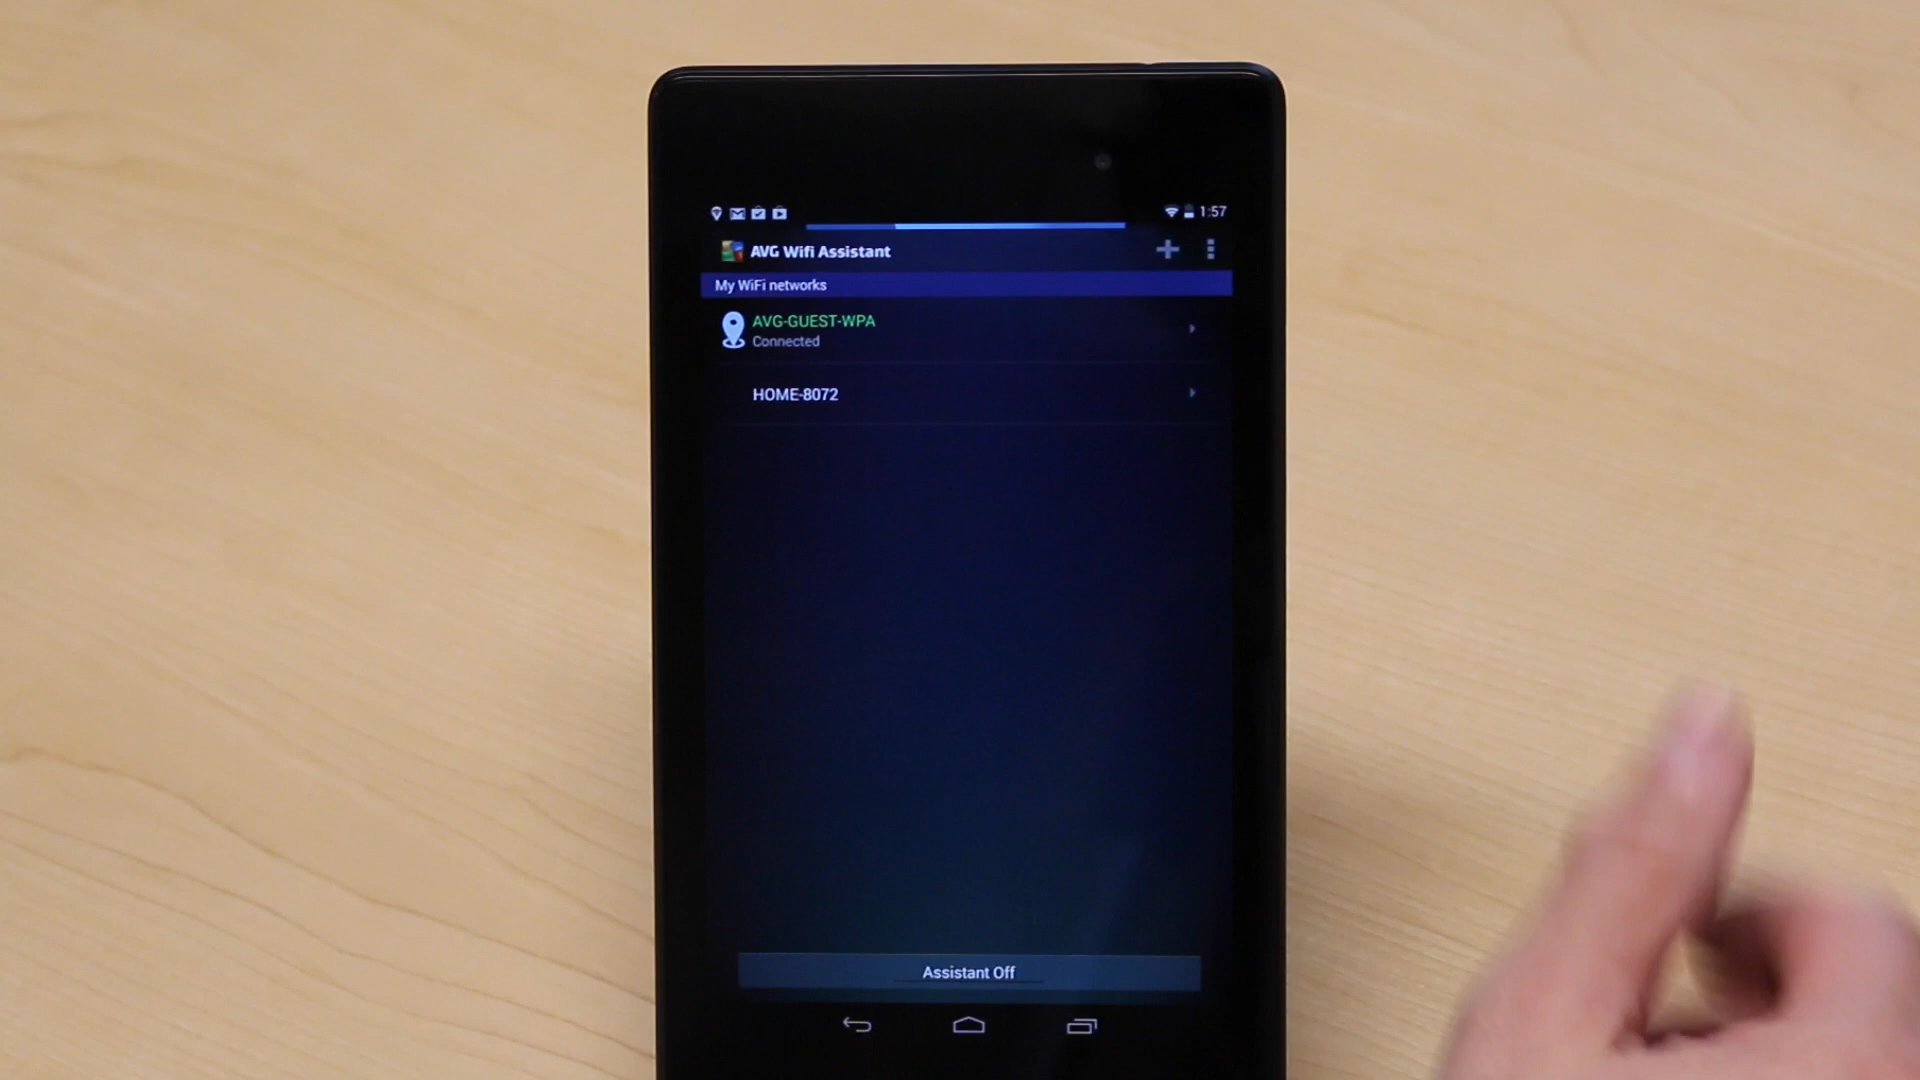 1:57
AVG Wifi Assistant
My WiFi networks
AVG-GUEST-WPA
Connected
HOME-8072
Assistant Off